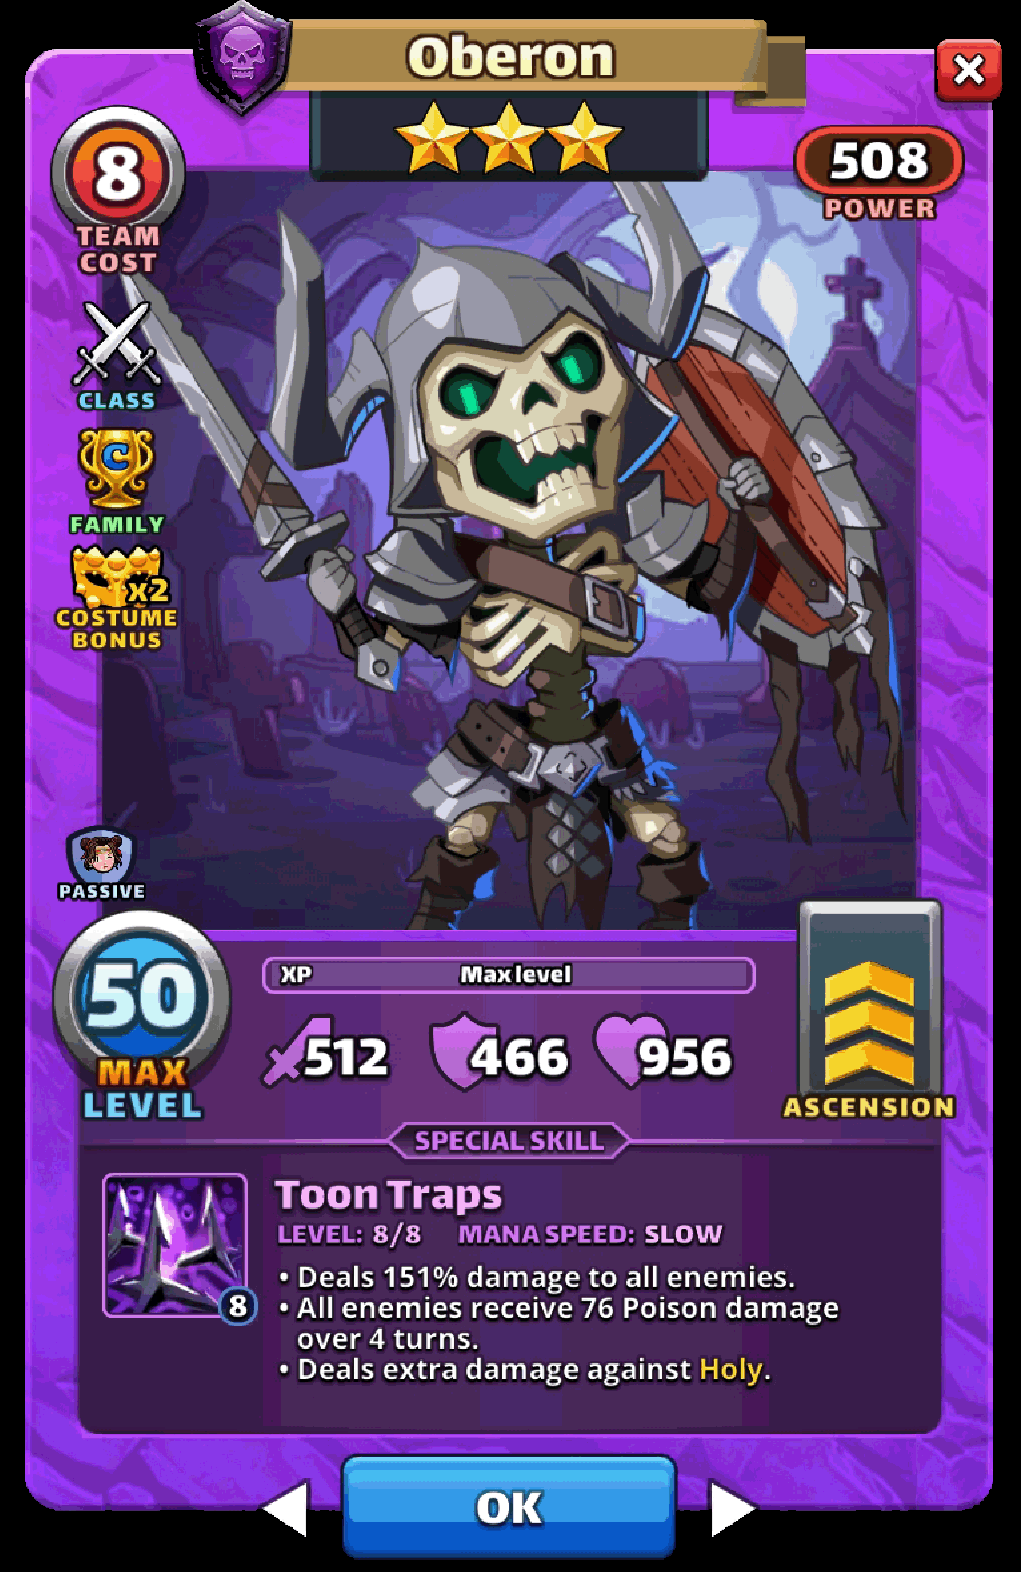 Oberon
8
TEAM
COST
508
POWER
CLASS
C
FAMILY
x2
COSTUME
BONUS
PASSIVE
50
MAX
LEVEL
XP Max level
512 466 956
ASCENSION
SPECIAL SKILL
Toon Traps
LEVEL: 8/8 MANA SPEED: SLOW
8
• Deals 151% damage to all enemies.
• All enemies receive 76 Poison damage
over 4 turns.
• Deals extra damage against Holy.
OK